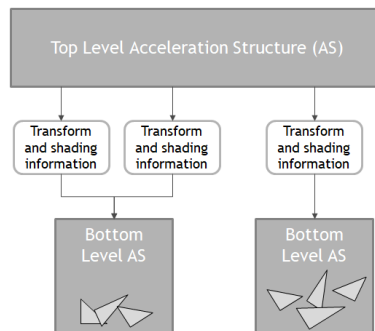 Top Level Acceleration Structure (AS)
Transform
and shading
information
Transform
and shading
information
Transform
and shading
information
Bottom
Level AS
Bottom
Level AS